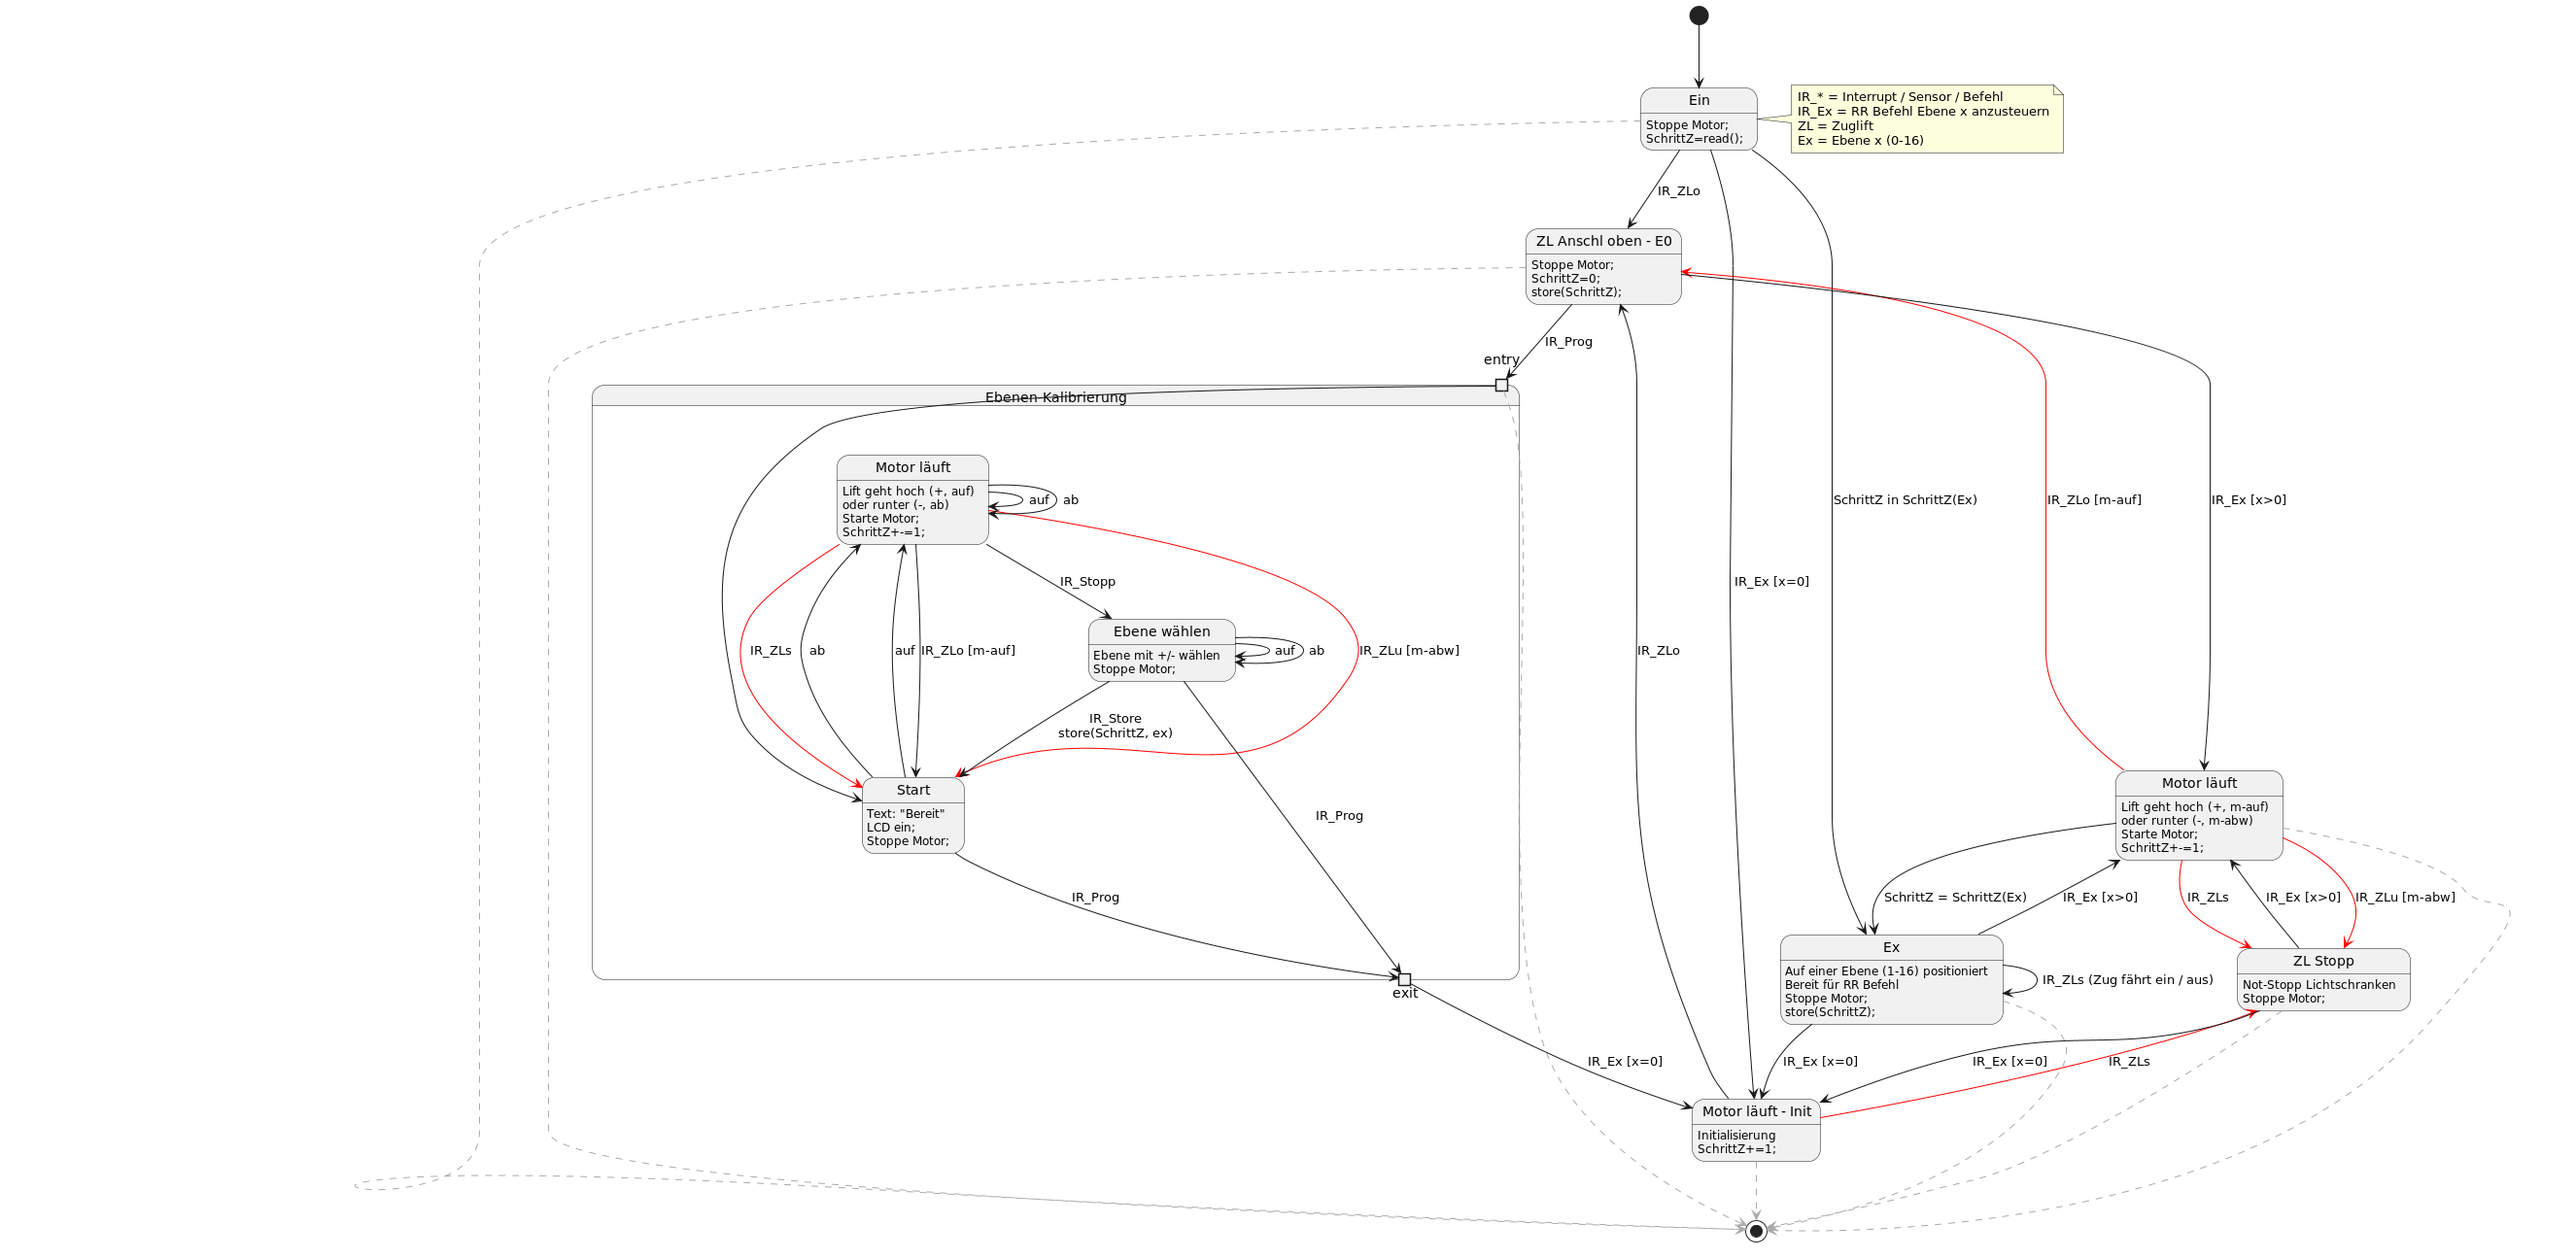 Ein
Stoppe Motor;
SchrittZ=read();
IR_* = Interrupt / Sensor / Befehl
IR_Ex = RR Befehl Ebene x anzusteuern
ZL = Zuglift
Ex = Ebene x (0-16)
IR_ZLo
ZL Anschl oben - E0
Stoppe Motor;
SchrittZ=0;
store(SchrittZ);
IR_Prog
entry
Ebenen Kalibrierung
Motor läuft
Lift geht hoch (+, auf)
oder runter (-, ab)
Starte Motor;
SchrittZ+-=1;
auf
ab
SchrittZ in SchrittZ(Ex)
IR_ZLo [m-auf]
IR_Ex [x>0]
IR_Stopp
IR_Ex [x=0]
Ebene wählen
Ebene mit +/- wählen
Stoppe Motor;
auf
ab
IR_ZLs
ab
auf
IR_ZLo [m-auf]
IR_ZLu [m-abw]
IR_ZLo
IR_Store
store(SchrittZ, ex)
Start
Text: "Bereit"
LCD ein;
Stoppe Motor;
IR_Prog
Motor läuft
Lift geht hoch (+, m-auf)
oder runter (-, m-abw)
Starte Motor;
SchrittZ+-=1;
IR_Prog
SchrittZ = SchrittZ(Ex)
IR_Ex [x>0]
IR_ZLs
IR_Ex [x>0]
IR_ZLu [m-abw]
Ex
Auf einer Ebene (1-16) positioniert
Bereit für RR Befehl
Stoppe Motor;
store(SchrittZ);
IR_ZLs (Zug fährt ein / aus)
ZL Stopp
Not-Stopp Lichtschranken
Stoppe Motor;
exit
IR_Ex [x=0]
IR_Ex [x=0]
IR_Ex [x=0]
IR_ZLs
Motor läuft - Init
Initialisierung
SchrittZ+=1;